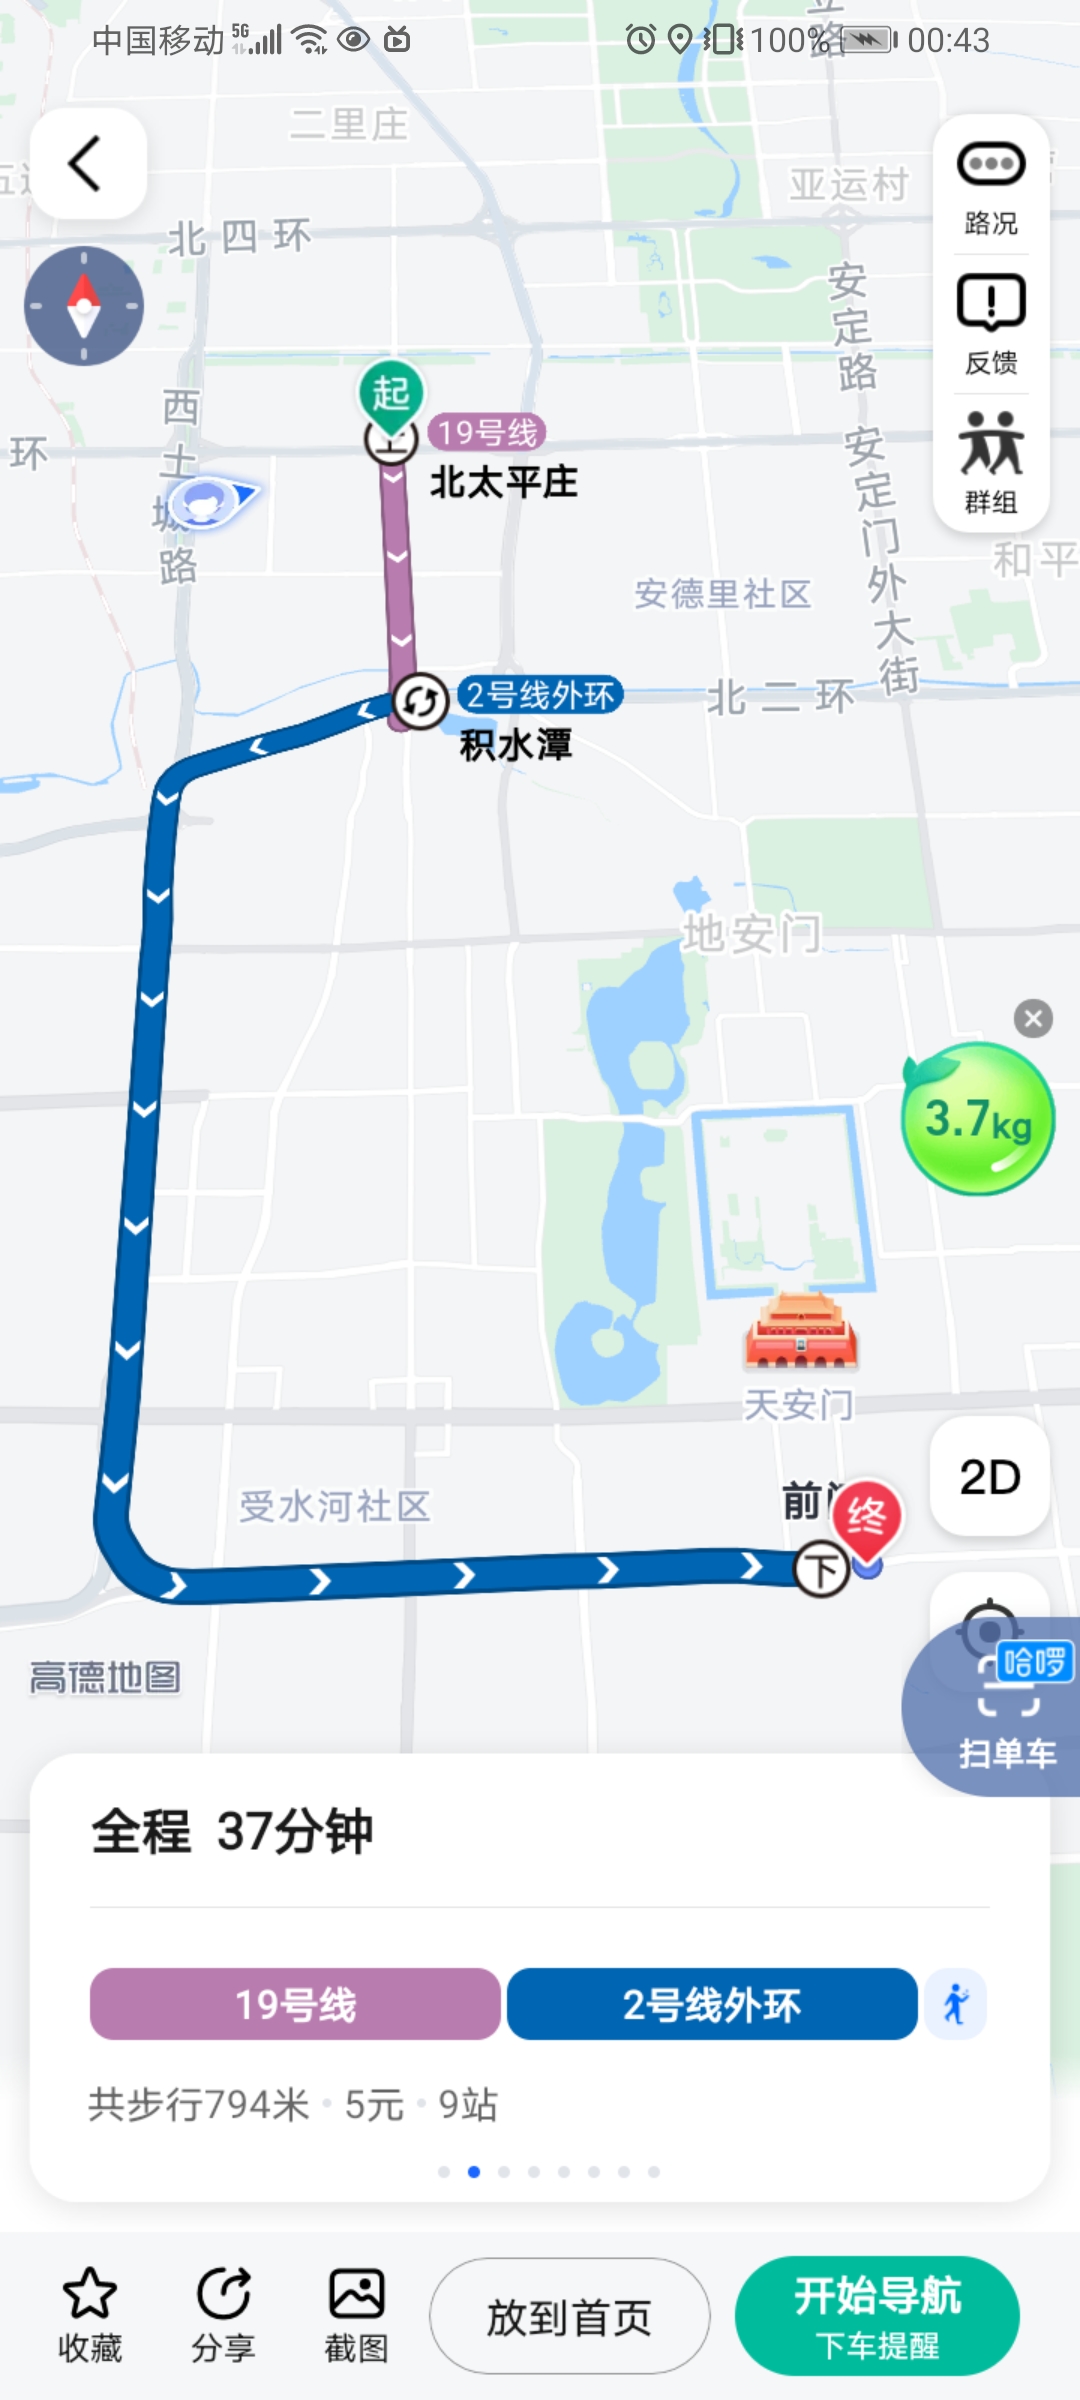 中国移动 5G 100% 00:43
二里庄
亚运村
路况
北四环
反馈
安定路
西土城路
起
19号线
上
北太平庄
环
群组
安定门外大街
和平
安德里社区
2号线外环
北二环
积水潭
地安门
3.7kg
天安门
2D
受水河社区
前门
终
下
高德地图
哈啰
扫单车
全程 37分钟
19号线 2号线外环
共步行794米·5元·9站
收藏 分享 截图 放到首页 开始导航
下车提醒